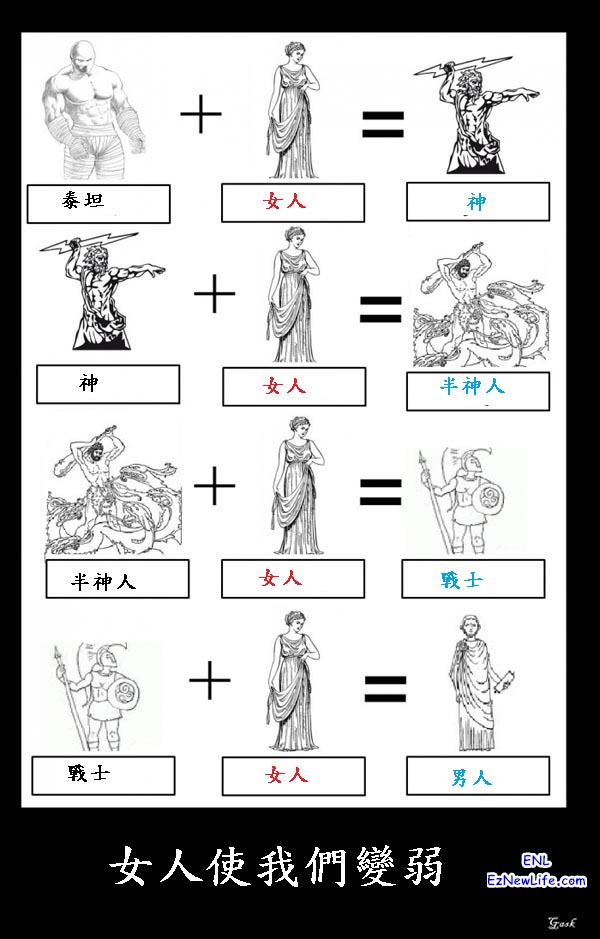 泰坦 女人 神
神 女人 半神人
半神人 女人 戰士
戰士 女人 男人
女人使我們變弱
ENL
EzNewLife.com
Gask